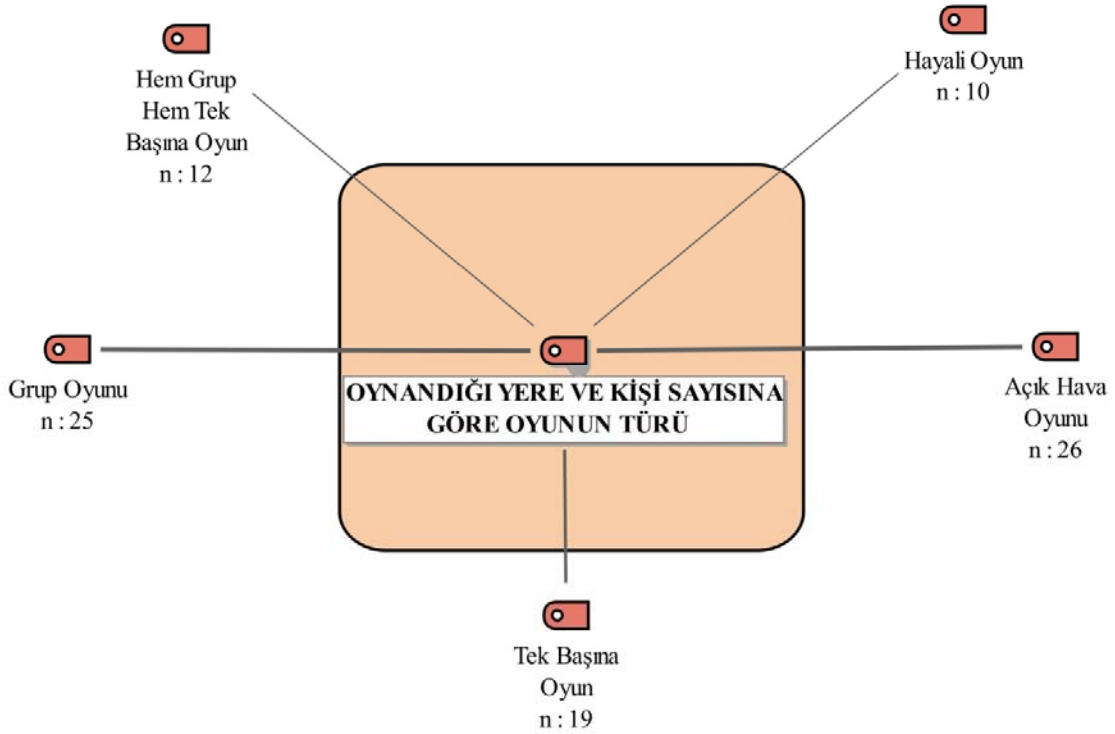 Hem Grup
Hem Tek
Başına Oyun
n : 12
Hayali Oyun
n : 10
Grup Oyunu
n : 25
OYNANDIĞI YERE VE KİŞİ SAYISINA
GÖRE OYUNUN TÜRÜ
Açık Hava
Oyunu
n : 26
Tek Başına
Oyun
n : 19